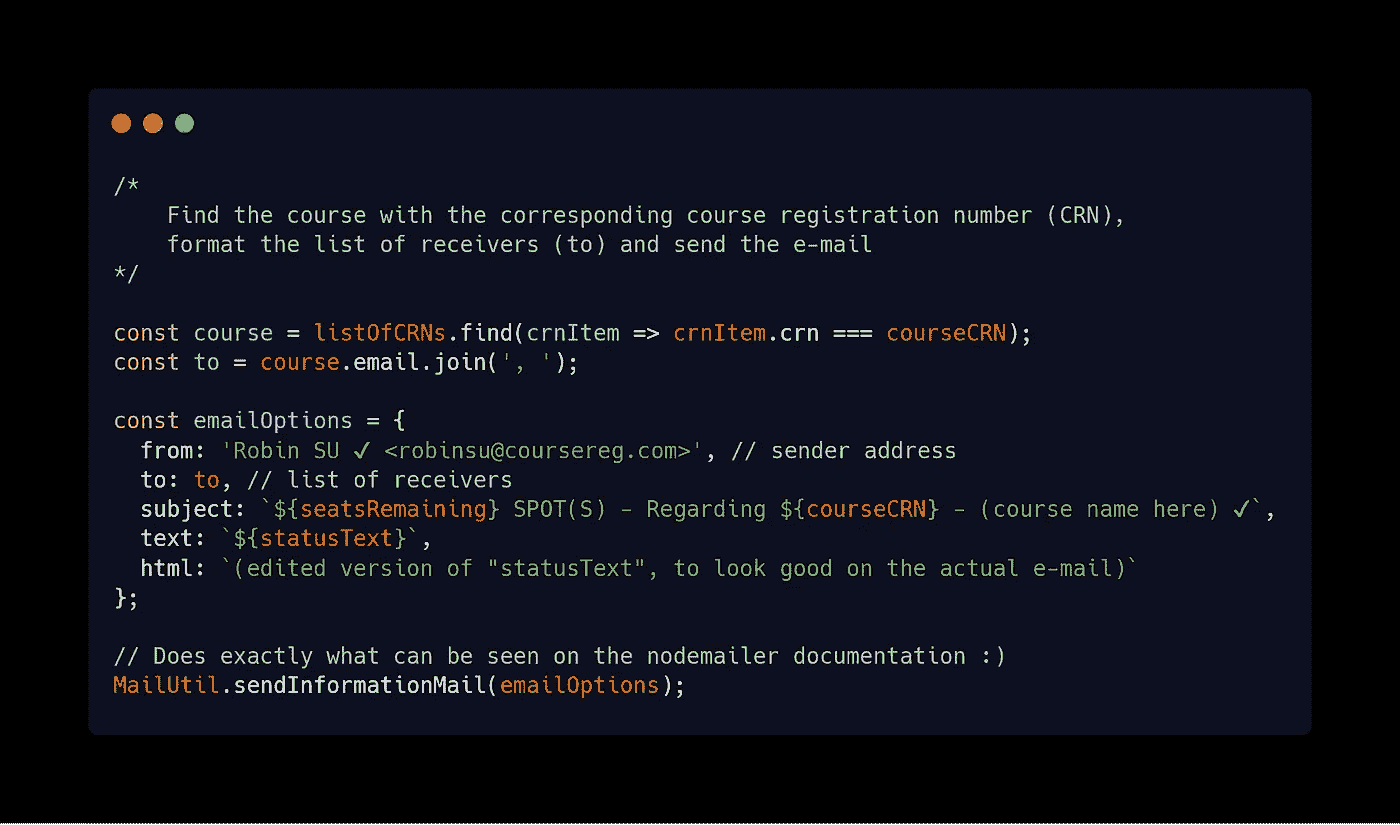 /*
    Find the course with the corresponding course registration number (CRN),
    format the list of receivers (to) and send the e-mail
*/

const course = listOfCRNs.find(crnItem => crnItem.crn === courseCRN);
const to = course.email.join(', ');

const emailOptions = {
  from: 'Robin SU ✓ <robinsu@coursereg.com>', // sender address
  to: to, // list of receivers
  subject: `${seatsRemaining} SPOT(S) – Regarding ${courseCRN} – (course name here) ✓`,
  text: `${statusText}`,
  html: `(edited version of "statusText", to look good on the actual e-mail)`
};

// Does exactly what can be seen on the nodemailer documentation :)
MailUtil.sendInformationMail(emailOptions);